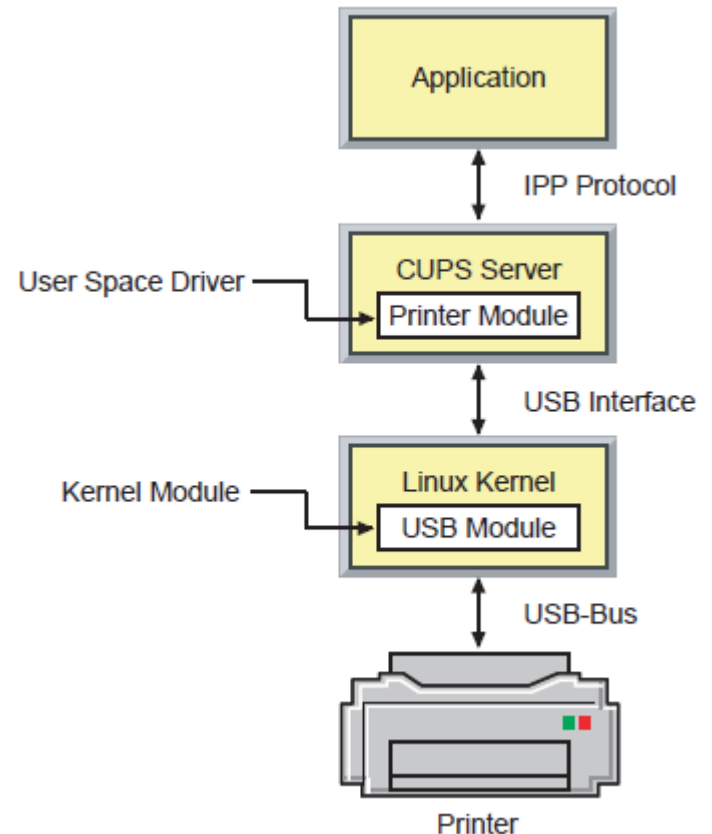 Application
IPP Protocol
CUPS Server
User Space Driver
Printer Module
USB Interface
Linux Kernel
Kernel Module
USB Module
USB-Bus
Printer